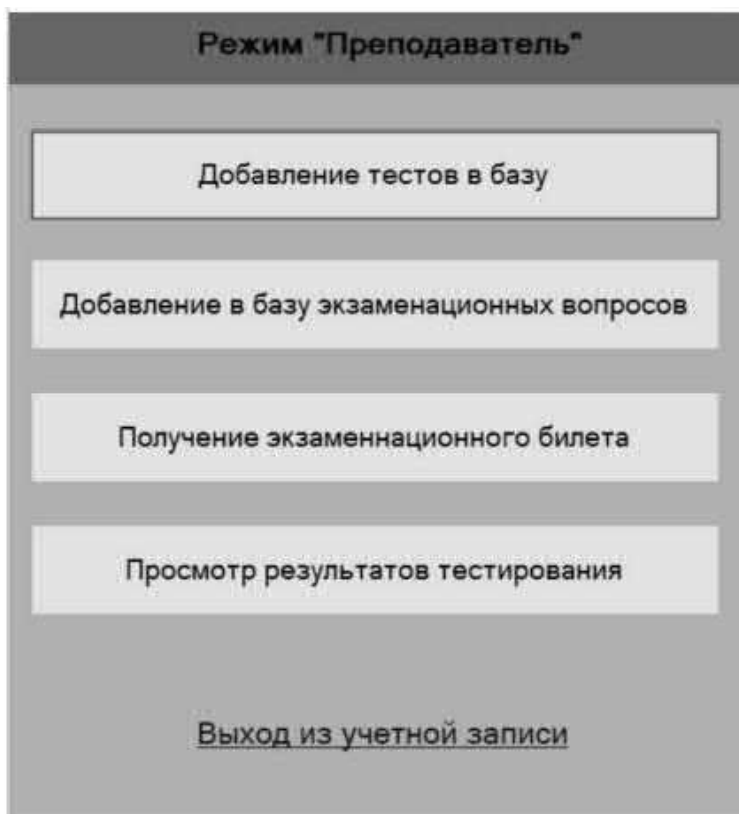 Режим "Преподаватель"
Добавление тестов в базу
Добавление в базу экзаменационных вопросов
Получение экзаменнационного билета
Просмотр результатов тестирования
Выход из учетной записи